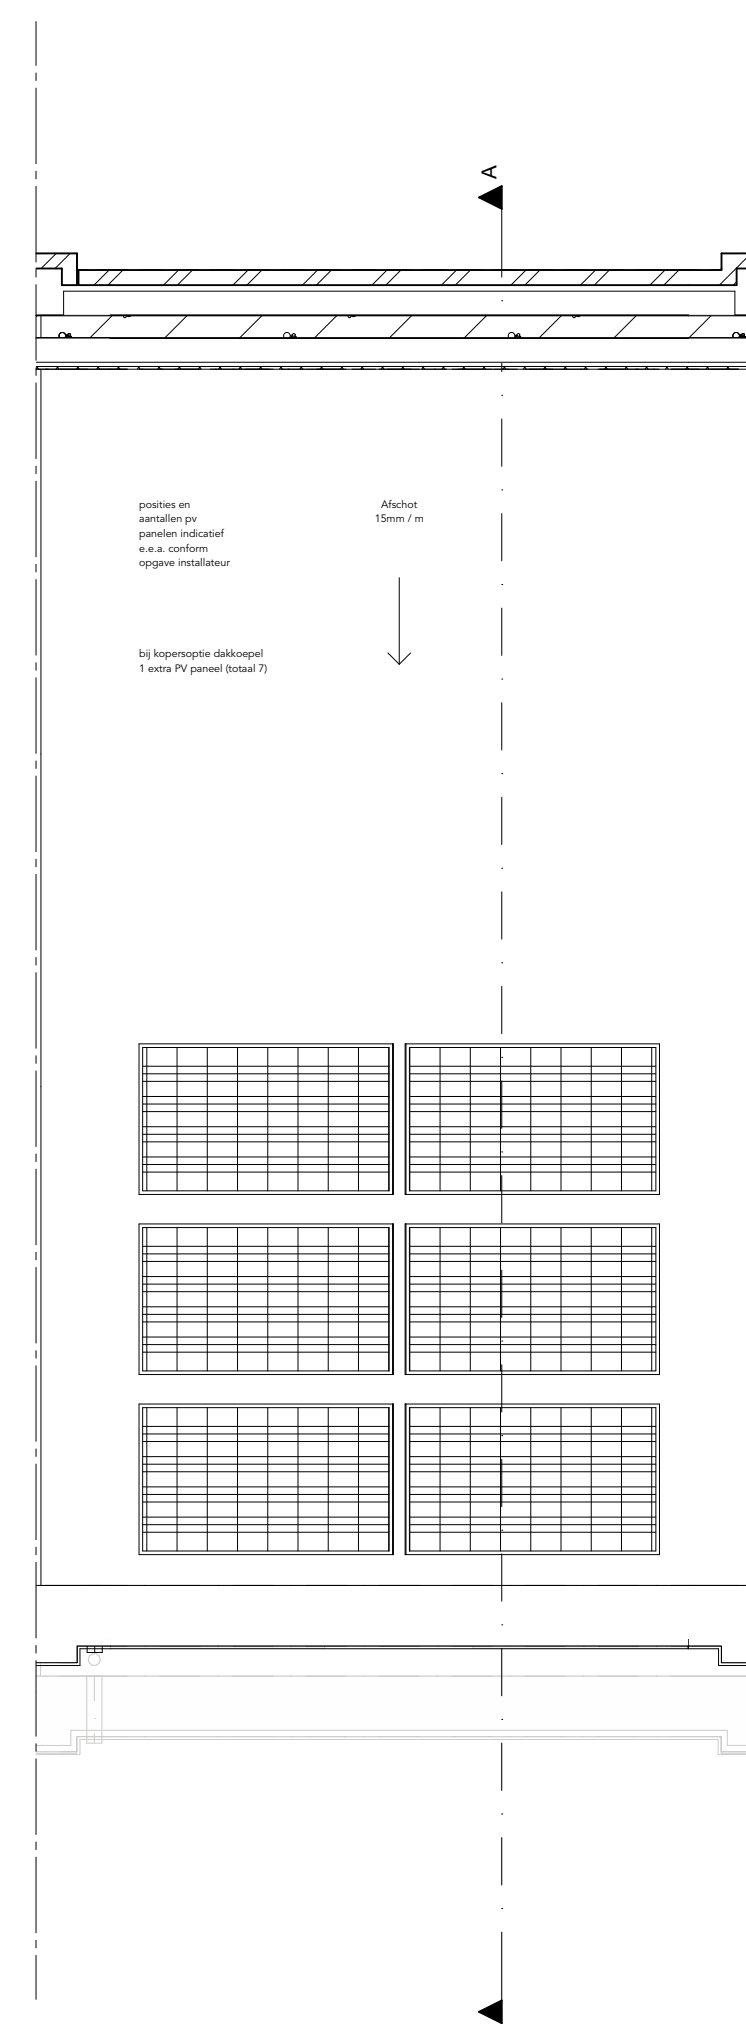 A
posities en
aantallen pv
panelen indicatief
e.e.a. conform
opgave installateur
Afschot
15mm / m
bij kopersoptie dakkoepel
1 extra PV paneel (totaal 7)